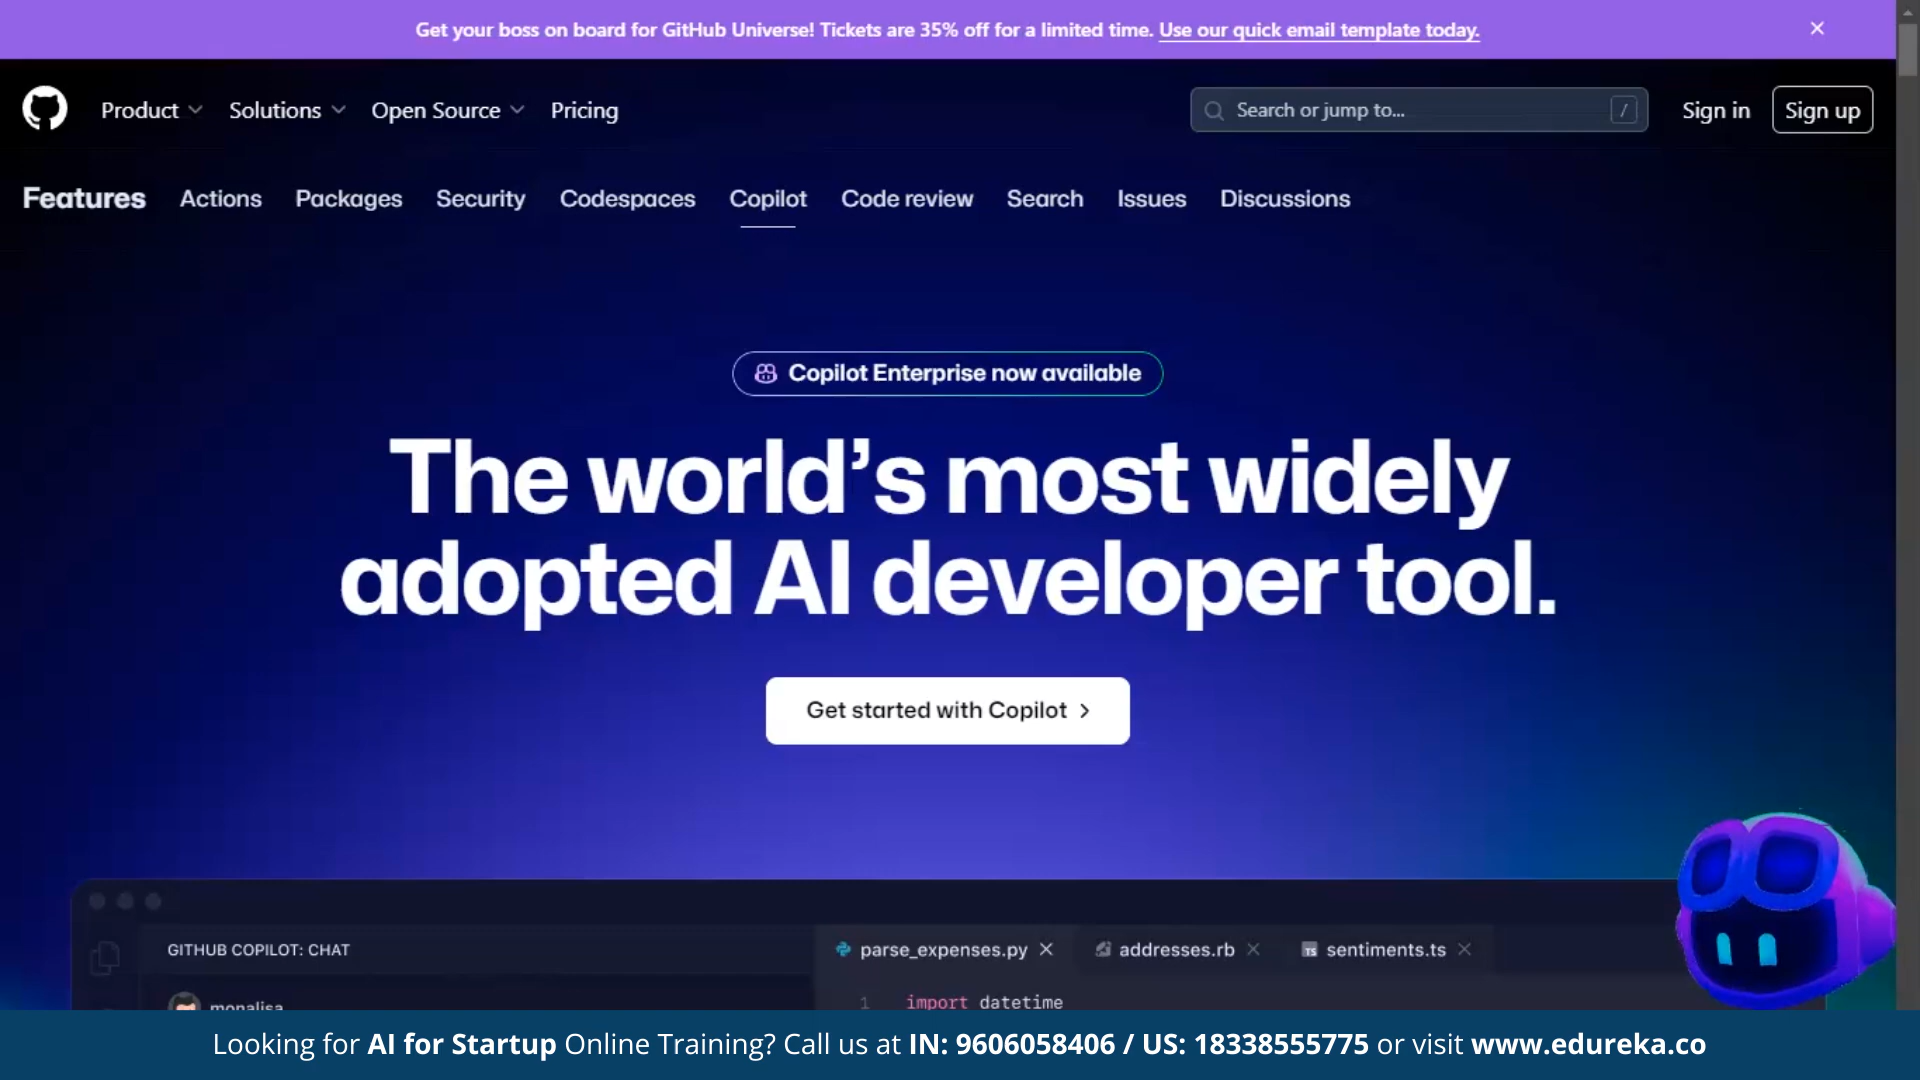 Get your boss on board for GitHub Universe! Tickets are 35% off for a limited time. Use our quick email template today.
Product Solutions Open Source Pricing Search or jump to... / Sign in Sign up
Features Actions Packages Security Codespaces Copilot Code review Search Issues Discussions
Copilot Enterprise now available
The world’s most widely
adopted AI developer tool.
Get started with Copilot
GITHUB COPILOT: CHAT
parse_expenses.py addresses.rb TS sentiments.ts
monalisa
1 import datetime
Looking for AI for Startup Online Training? Call us at IN: 9606058406 / US: 18338555775 or visit www.edureka.co